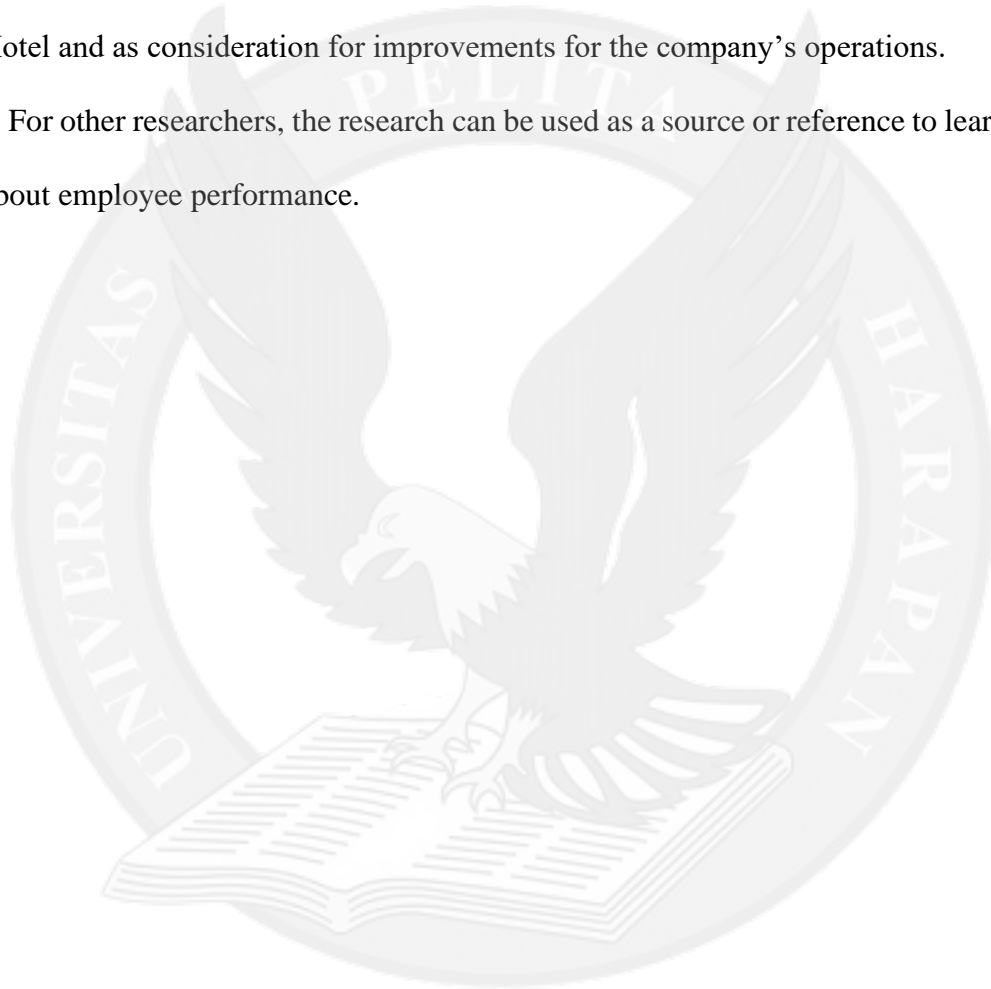 Hotel and as consideration for improvements for the company’s operations.
For other researchers, the research can be used as a source or reference to lear
bout employee performance.
UNIVERSITAS PELITA HARAPAN